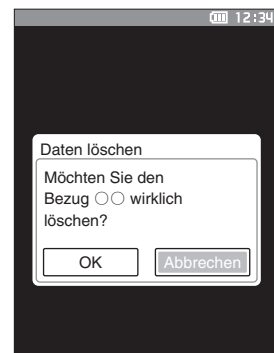 12:34
Daten löschen
Möchten Sie den
Bezug ○○ wirklich
löschen?
OK
Abbrechen